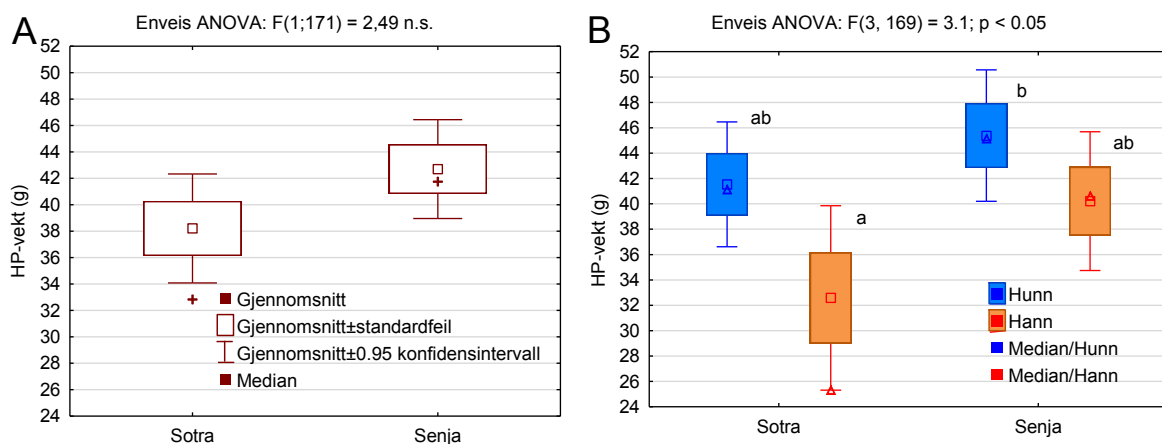 A
Enveis ANOVA: F(1;171) = 2,49 n.s.
HP-vekt (g)
52
50
48
46
44
42
40
38
36
34
32
30
28
26
24
Gjennomsnitt
Gjennomsnitt±standardfeil
Gjennomsnitt±0.95 konfidensintervall
Median
Sotra
Senja
B
Enveis ANOVA: F(3, 169) = 3.1; p < 0.05
HP-vekt (g)
52
50
48
46
44
42
40
38
36
34
32
30
28
26
24
ab
a
b
ab
Hunn
Hann
Median/Hunn
Median/Hann
Sotra
Senja